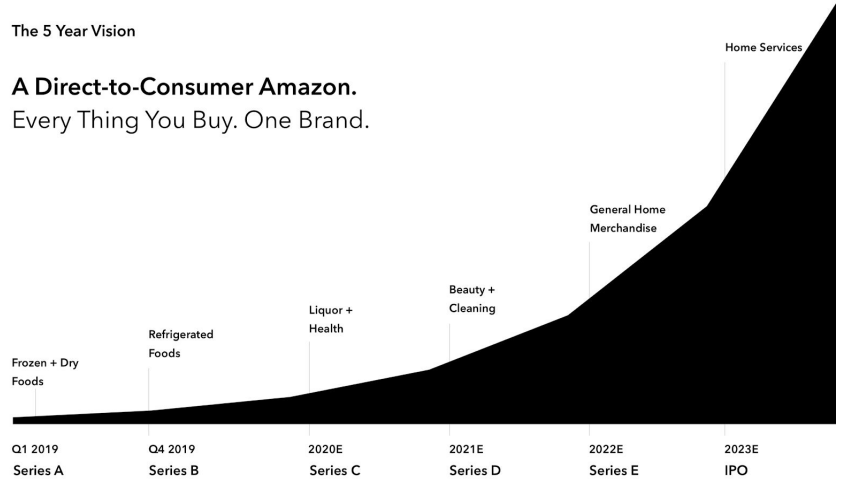 The 5 Year Vision
A Direct-to-Consumer Amazon.
Every Thing You Buy. One Brand.
Home Services
General Home
Merchandise
Beauty +
Cleaning
Liquor +
Health
Refrigerated
Foods
Frozen + Dry
Foods
Q1 2019
Series A
Q4 2019
Series B
2020E
Series C
2021E
Series D
2022E
Series E
2023E
IPO